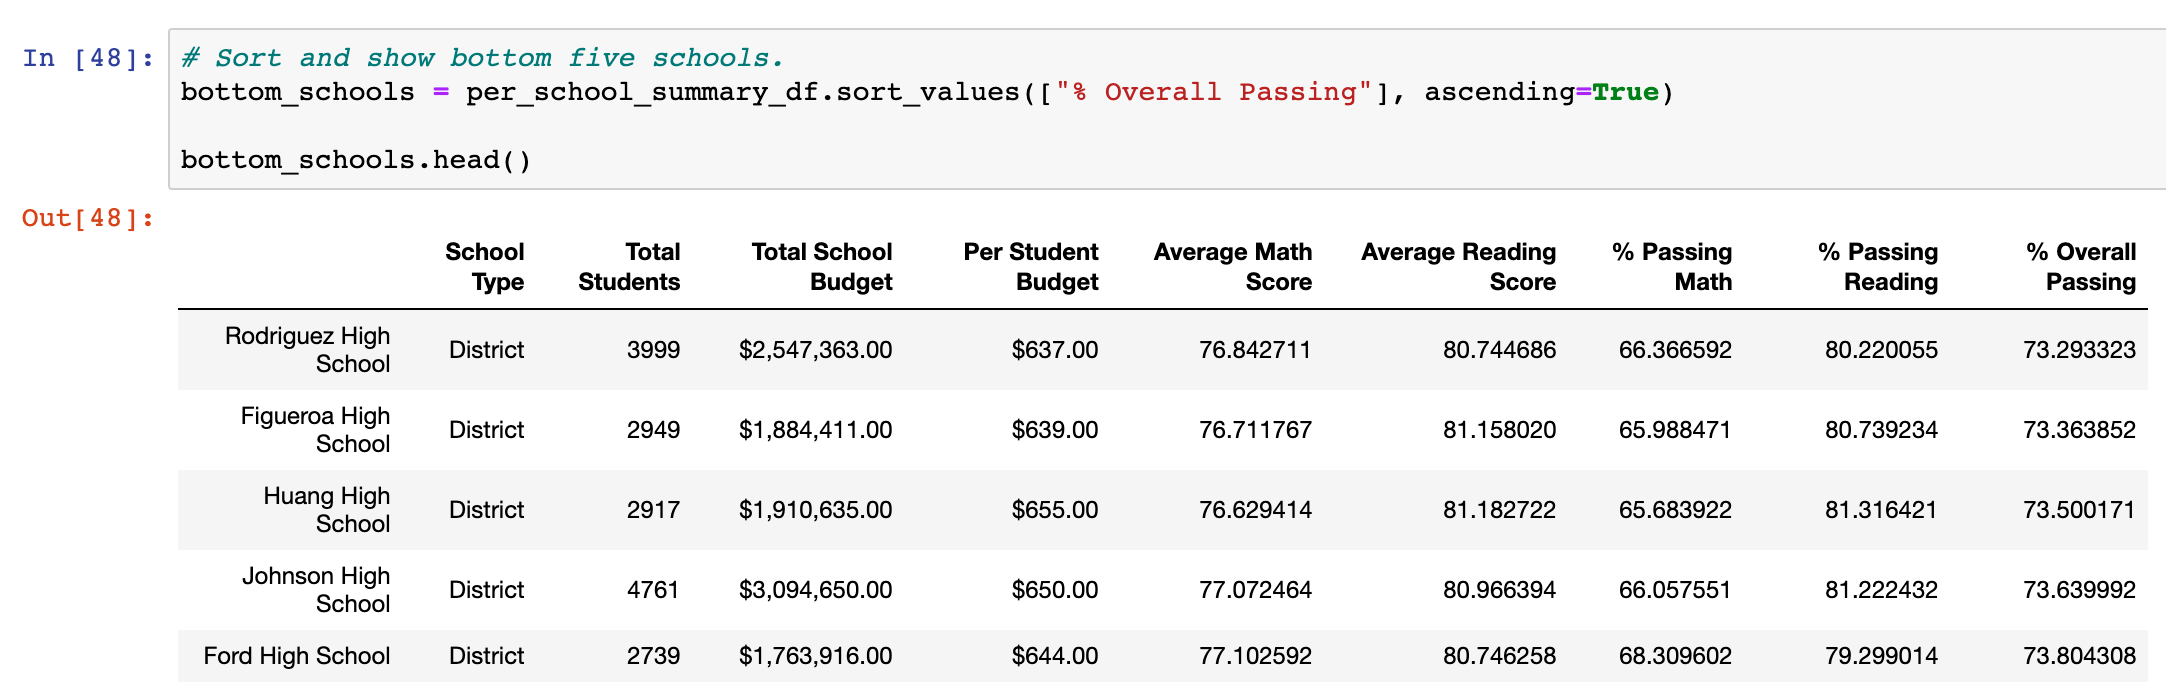 In [48]: # Sort and show bottom five schools.
bottom_schools = per_school_summary_df.sort_values(["% Overall Passing"], ascending=True)
bottom_schools.head()
Out[48]:
School Type Total Students Total School Budget Per Student Budget Average Math Score Average Reading Score % Passing Math % Passing Reading % Overall Passing
Rodriguez High School District 3999 $2,547,363.00 $637.00 76.842711 80.744686 66.366592 80.220055 73.293323
Figueroa High School District 2949 $1,884,411.00 $639.00 76.711767 81.158020 65.988471 80.739234 73.363852
Huang High School District 2917 $1,910,635.00 $655.00 76.629414 81.182722 65.683922 81.316421 73.500171
Johnson High School District 4761 $3,094,650.00 $650.00 77.072464 80.966394 66.057551 81.222432 73.639992
Ford High School District 2739 $1,763,916.00 $644.00 77.102592 80.746258 68.309602 79.299014 73.804308